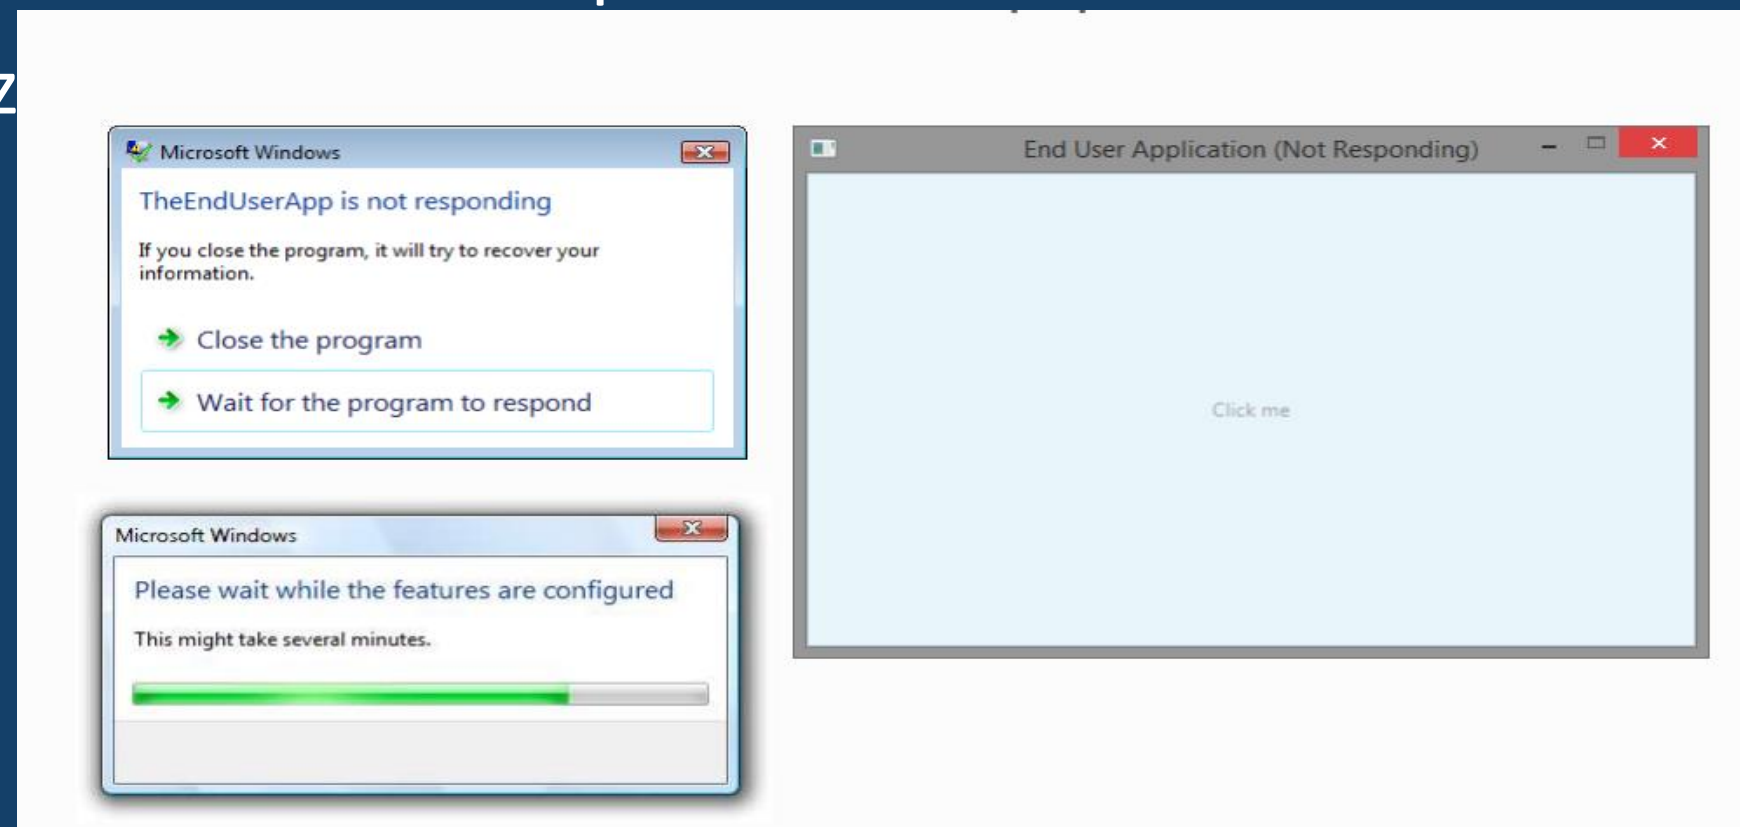 Z
Microsoft Windows
TheEndUserApp is not responding
If you close the program, it will try to recover your
information.
Close the program
Wait for the program to respond
End User Application (Not Responding)
Click me
Microsoft Windows
Please wait while the features are configured
This might take several minutes.